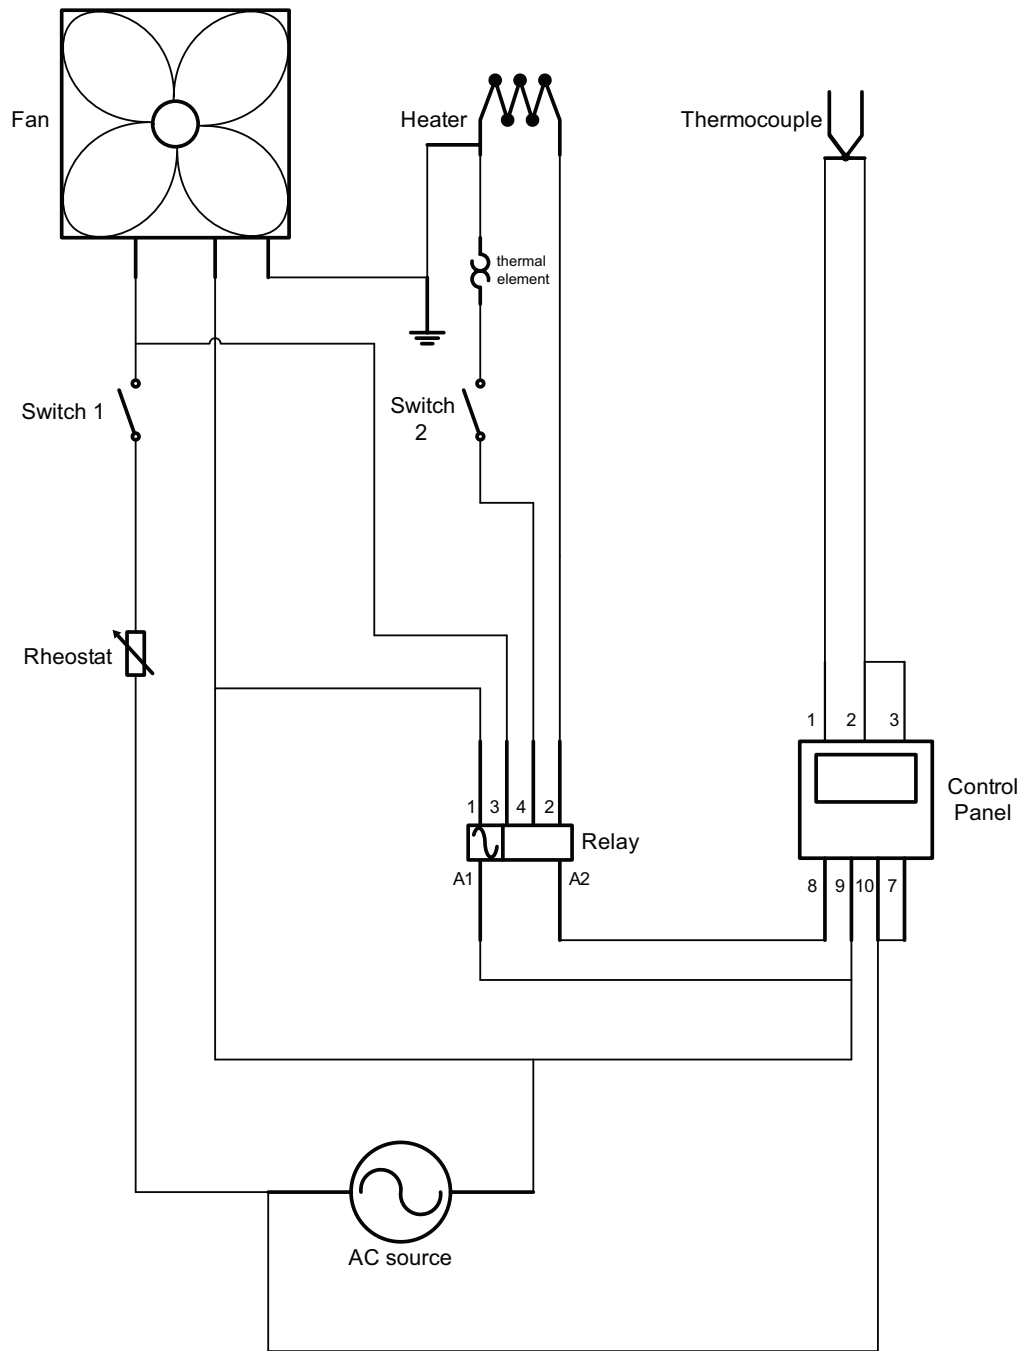 Fan
Heater
Thermocouple
thermal
element
Switch 1
Switch
2
Rheostat
1 2 3
1 3 4 2
Control
Panel
Relay
A1 A2
8 9 10 7
AC source